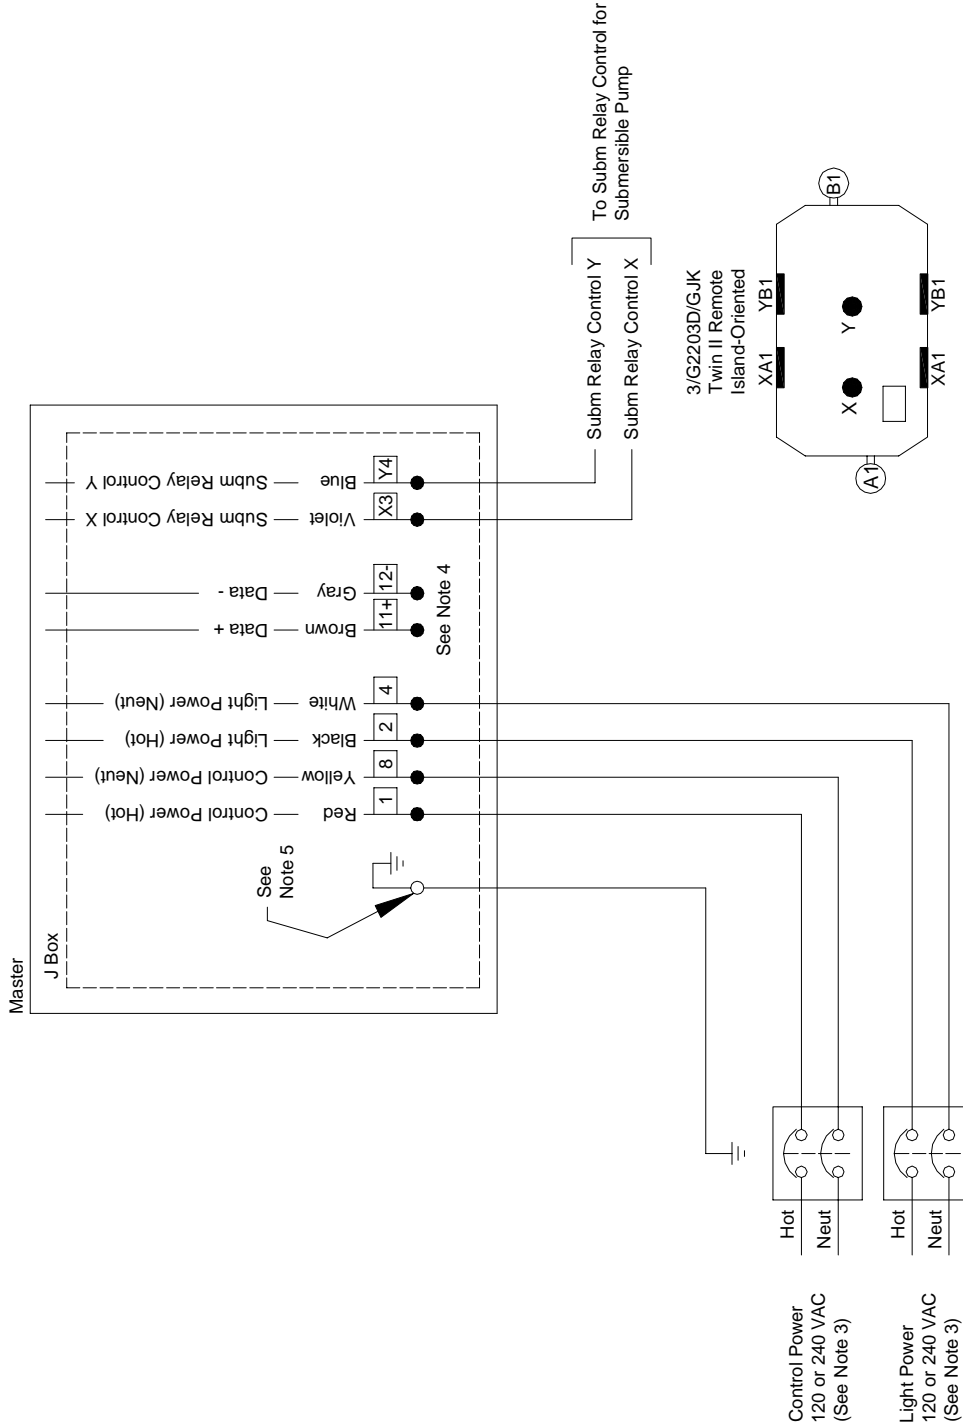 Master
J Box
See
Note 5
Control Power (Hot)
Red
1
Control Power (Neut)
Yellow
8
Light Power (Hot)
Black
2
Light Power (Neut)
White
4
Data +
Brown
11+
Data -
Gray
12-
See Note 4
Subm Relay Control X
Violet
X3
Subm Relay Control Y
Blue
Y4
Subm Relay Control Y
Subm Relay Control X
To Subm Relay Control for
Submersible Pump
3/G2203D/GJK
Twin II Remote
Island-Oriented
XA1
YB1
X
Y
A1
B1
XA1
YB1
Control Power
120 or 240 VAC
(See Note 3)
Hot
Neut
Light Power
120 or 240 VAC
(See Note 3)
Hot
Neut